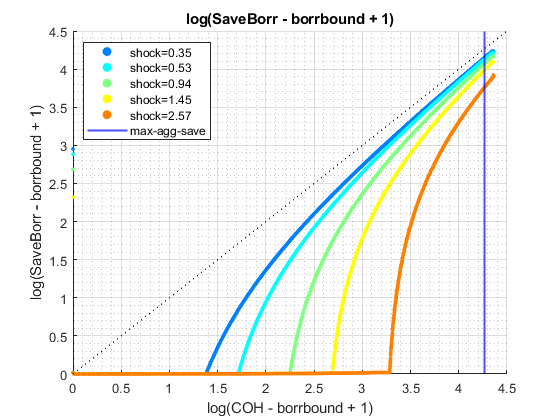 log(SaveBorr - borrbound + 1)
4.5
4
3.5
3
2.5
2
1.5
1
0.5
0
log(SaveBorr - borrbound + 1)
shock=0.35
shock=0.53
shock=0.94
shock=1.45
shock=2.57
max-agg-save
0 0.5 1 1.5 2 2.5 3 3.5 4 4.5
log(COH - borrbound + 1)